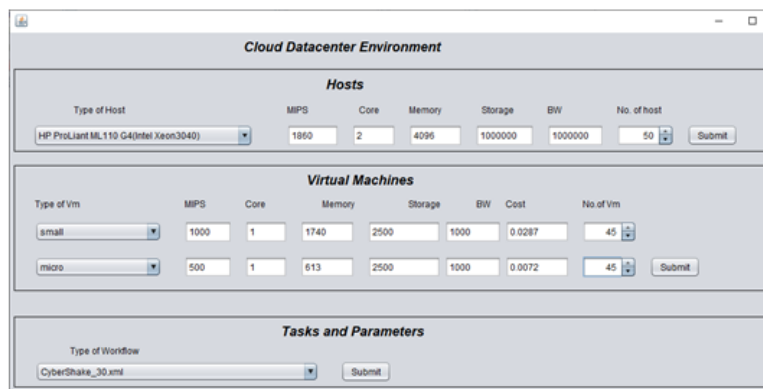 Cloud Datacenter Environment
Hosts
Type of Host MIPS Core Memory Storage BW No. of host
HP ProLiant ML110 G4(Intel Xeon3040) 1860 2 4096 1000000 1000000 50 Submit
Virtual Machines
Type of Vm MIPS Core Memory Storage BW Cost No.of Vm
small 1000 1 1740 2500 1000 0.0287 45
micro 500 1 613 2500 1000 0.0072 45 Submit
Tasks and Parameters
Type of Workflow
CyberShake_30.xml Submit